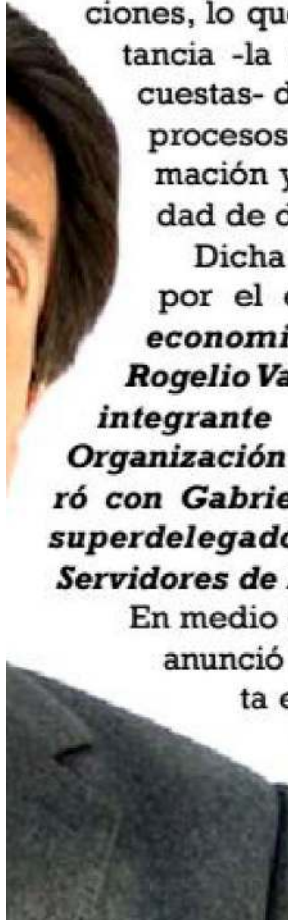 ciones, lo que
tancia -la
cuestas- d
procesos
mación y
dad de d
Dicha
por el
economi
Rogelio Va
integrante
Organización
ró con Gabrie
superdelegado
Servidores de
En medio
anunció
ta e